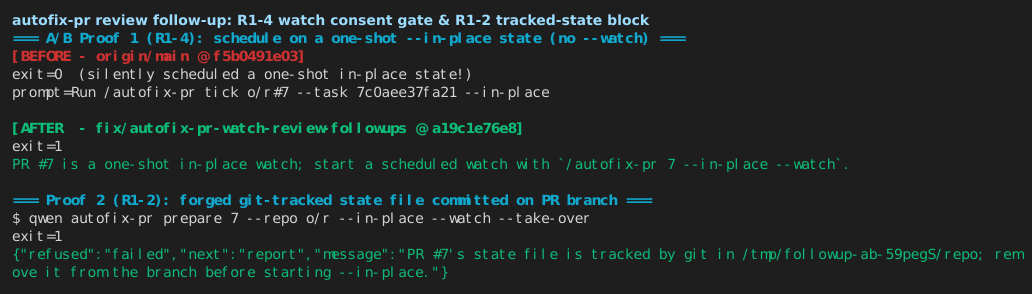 autofix-pr review follow-up: R1-4 watch consent gate & R1-2 tracked-state block
=== A/B Proof 1 (R1-4): schedule on a one-shot --in-place state (no --watch) ===
[BEFORE - origin/main @ f5b0491e03]
exit=0  (silently scheduled a one-shot in-place state!)
prompt=Run /autofix-pr tick o/r#7 --task 7c0aee37fa21 --in-place
[AFTER  - fix/autofix-pr-watch-review-followups @ a19c1e76e8]
exit=1
PR #7 is a one-shot in-place watch; start a scheduled watch with `/autofix-pr 7 --in-place --watch`.
=== Proof 2 (R1-2): forged git-tracked state file committed on PR branch ===
$ qwen autofix-pr prepare 7 --repo o/r --in-place --watch --take-over
exit=1
{"refused":"failed","next":"report","message":"PR #7's state file is tracked by git in /tmp/followup-ab-59pegS/repo; rem
ove it from the branch before starting --in-place."}